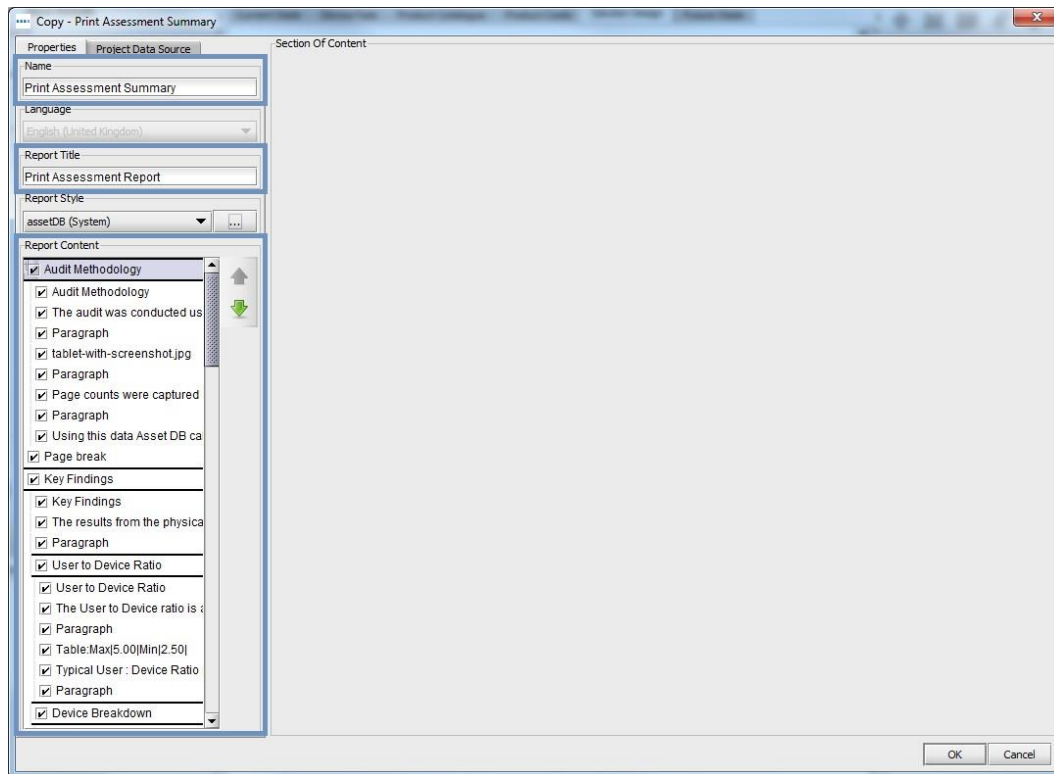 Copy - Print Assessment Summary
Properties
Project Data Source
Section Of Content
Name
Print Assessment Summary
Language
English (United Kingdom)
Report Title
Print Assessment Report
Report Style
assetDB (System)
...
Report Content
Audit Methodology
Audit Methodology
The audit was conducted us
Paragraph
tablet-with-screenshot.jpg
Paragraph
Page counts were captured
Paragraph
Using this data Asset DB ca
Page break
Key Findings
Key Findings
The results from the physica
Paragraph
User to Device Ratio
User to Device Ratio
The User to Device ratio is a
Paragraph
Table:Max|5.00|Min|2.50|
Typical User : Device Ratio
Paragraph
Device Breakdown
OK
Cancel